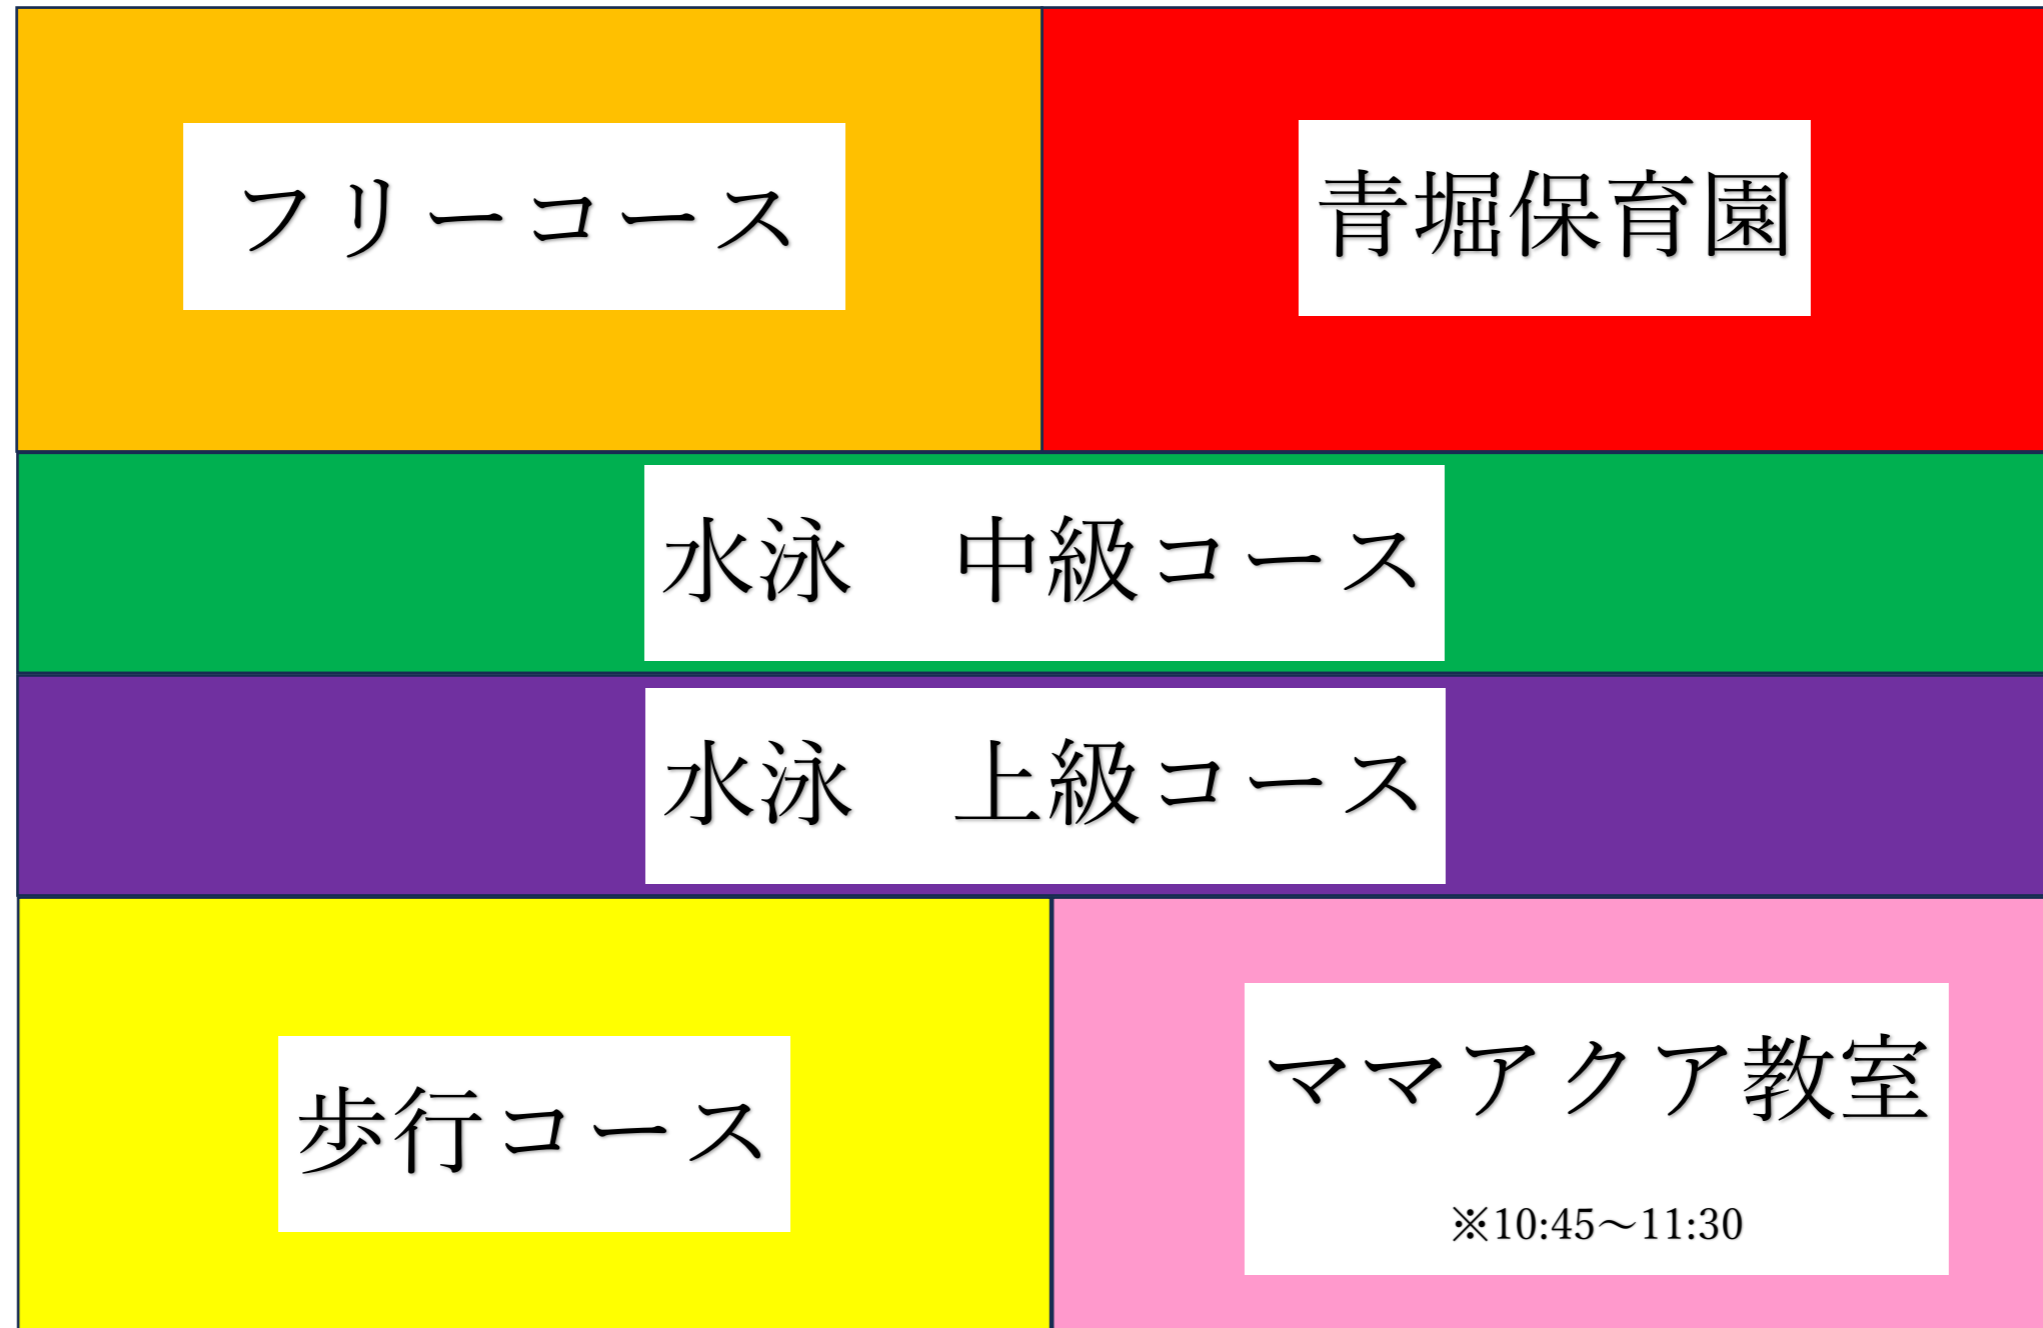 フリーコース
青堀保育園
水泳　中級コース
水泳　上級コース
歩行コース
ママアクア教室
※10:45～11:30